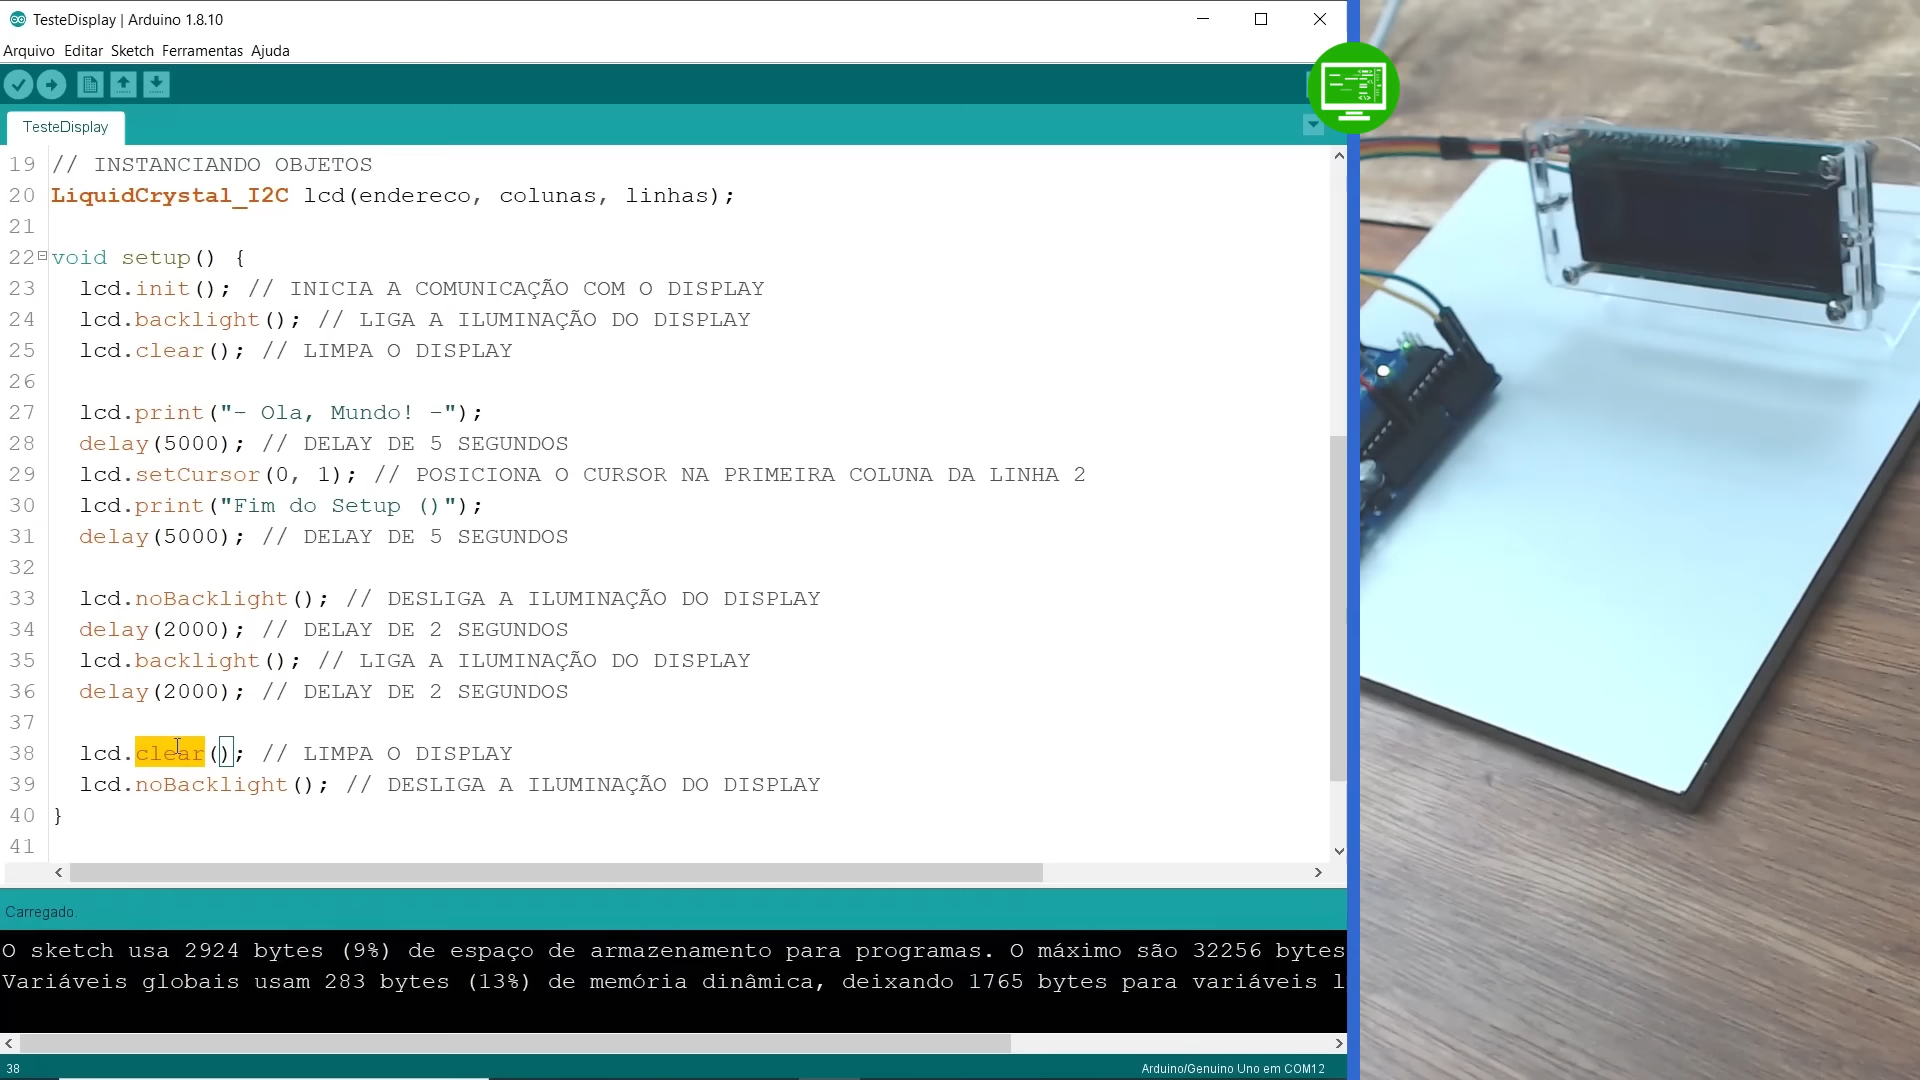 TesteDisplay | Arduino 1.8.10
Arquivo Editar Sketch Ferramentas Ajuda
TesteDisplay
19 // INSTANCIANDO OBJETOS
20 LiquidCrystal_I2C lcd(endereco, colunas, linhas);
21
22 void setup() {
23 lcd.init(); // INICIA A COMUNICAÇÃO COM O DISPLAY
24 lcd.backlight(); // LIGA A ILUMINAÇÃO DO DISPLAY
25 lcd.clear(); // LIMPA O DISPLAY
26
27 lcd.print("- Ola, Mundo! -");
28 delay(5000); // DELAY DE 5 SEGUNDOS
29 lcd.setCursor(0, 1); // POSICIONA O CURSOR NA PRIMEIRA COLUNA DA LINHA 2
30 lcd.print("Fim do Setup ()");
31 delay(5000); // DELAY DE 5 SEGUNDOS
32
33 lcd.noBacklight(); // DESLIGA A ILUMINAÇÃO DO DISPLAY
34 delay(2000); // DELAY DE 2 SEGUNDOS
35 lcd.backlight(); // LIGA A ILUMINAÇÃO DO DISPLAY
36 delay(2000); // DELAY DE 2 SEGUNDOS
37
38 lcd.clear(); // LIMPA O DISPLAY
39 lcd.noBacklight(); // DESLIGA A ILUMINAÇÃO DO DISPLAY
40 }
41
Carregado.
O sketch usa 2924 bytes (9%) de espaço de armazenamento para programas. O máximo são 32256 bytes
Variáveis globais usam 283 bytes (13%) de memória dinâmica, deixando 1765 bytes para variáveis l
38
Arduino/Genuino Uno em COM12